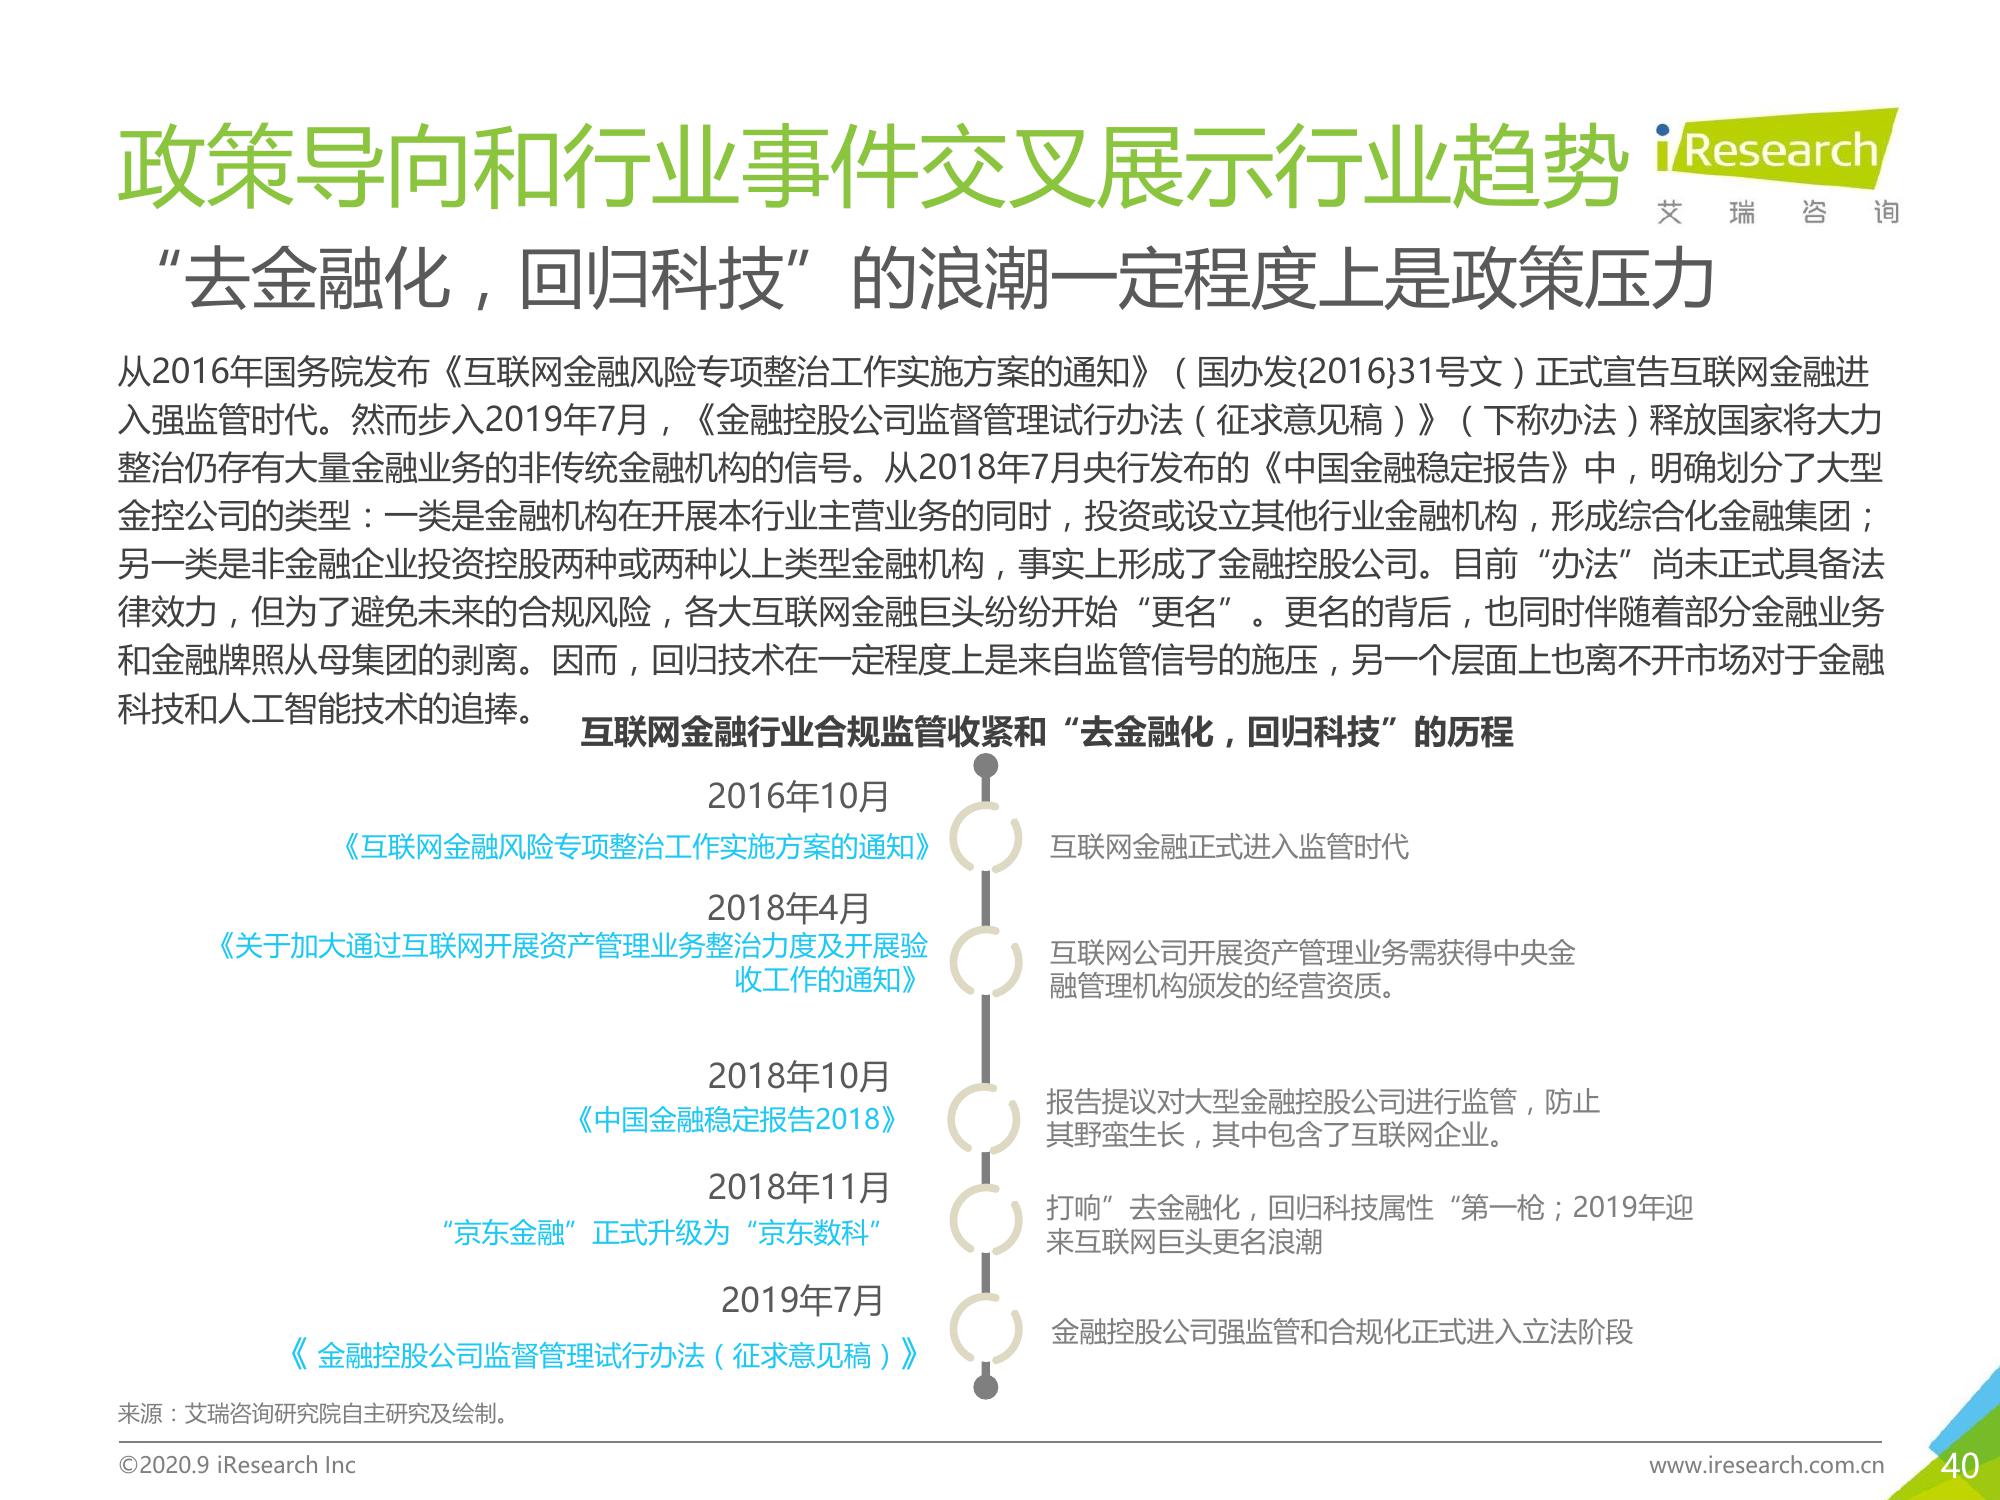 政策导向和行业事件交叉展示行业趋势
iResearch
艾瑞咨询
“去金融化，回归科技”的浪潮一定程度上是政策压力
从2016年国务院发布《互联网金融风险专项整治工作实施方案的通知》（国办发{2016}31号文）正式宣告互联网金融进
入强监管时代。然而步入2019年7月，《金融控股公司监督管理试行办法（征求意见稿）》（下称办法）释放国家将大力
整治仍存有大量金融业务的非传统金融机构的信号。从2018年7月央行发布的《中国金融稳定报告》中，明确划分了大型
金控公司的类型：一类是金融机构在开展本行业主营业务的同时，投资或设立其他行业金融机构，形成综合化金融集团；
另一类是非金融企业投资控股两种或两种以上类型金融机构，事实上形成了金融控股公司。目前“办法”尚未正式具备法
律效力，但为了避免未来的合规风险，各大互联网金融巨头纷纷开始“更名”。更名的背后，也同时伴随着部分金融业务
和金融牌照从母集团的剥离。因而，回归技术在一定程度上是来自监管信号的施压，另一个层面上也离不开市场对于金融
科技和人工智能技术的追捧。
互联网金融行业合规监管收紧和“去金融化，回归科技”的历程
2016年10月
《互联网金融风险专项整治工作实施方案的通知》
互联网金融正式进入监管时代
2018年4月
《关于加大通过互联网开展资产管理业务整治力度及开展验
收工作的通知》
互联网公司开展资产管理业务需获得中央金
融管理机构颁发的经营资质。
2018年10月
《中国金融稳定报告2018》
报告提议对大型金融控股公司进行监管，防止
其野蛮生长，其中包含了互联网企业。
2018年11月
“京东金融”正式升级为“京东数科”
打响”去金融化，回归科技属性“第一枪；2019年迎
来互联网巨头更名浪潮
2019年7月
《 金融控股公司监督管理试行办法（征求意见稿）》
金融控股公司强监管和合规化正式进入立法阶段
来源：艾瑞咨询研究院自主研究及绘制。
©2020.9 iResearch Inc
www.iresearch.com.cn
40